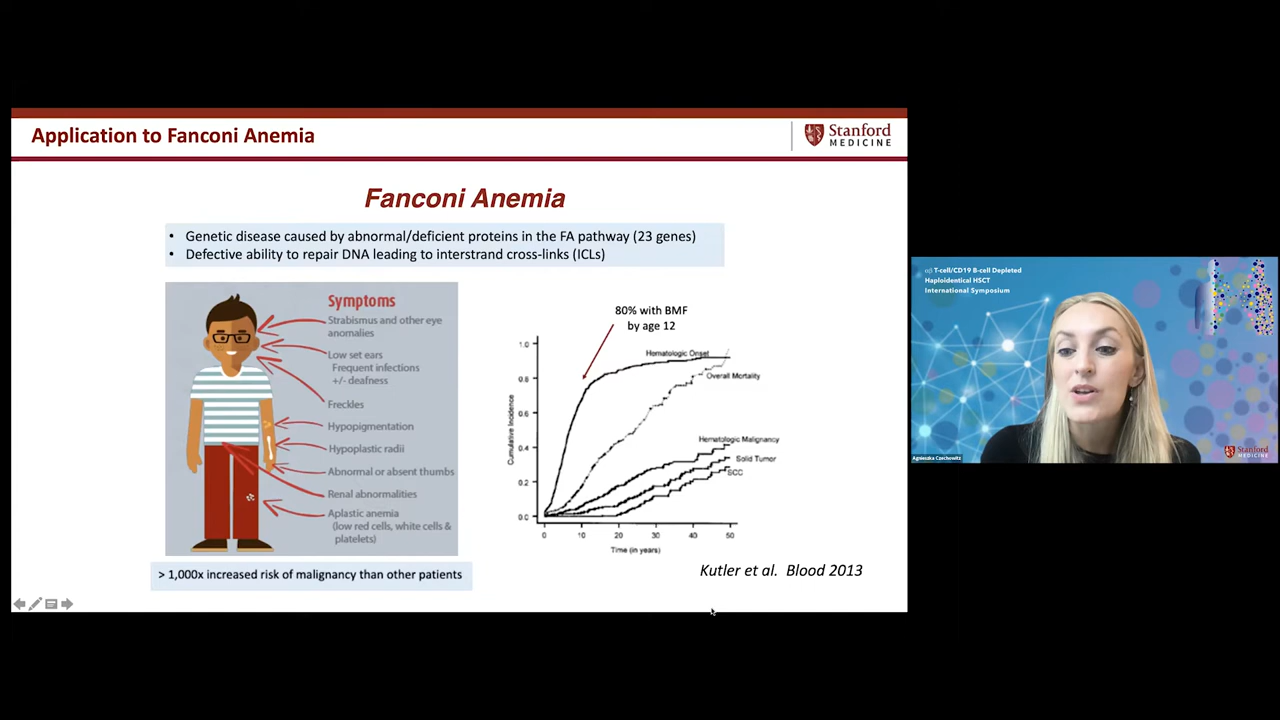 Application to Fanconi Anemia
Stanford
MEDICINE
Fanconi Anemia
• Genetic disease caused by abnormal/deficient proteins in the FA pathway (23 genes)
• Defective ability to repair DNA leading to interstrand cross-links (ICLs)
Symptoms
Strabismus and other eye
anomalies
Low set ears
Frequent infections
+/- deafness
Freckles
Hypopigmentation
Hypoplastic radii
Abnormal or absent thumbs
Renal abnormalities
Aplastic anemia
(low red cells, white cells &
platelets)
> 1,000x increased risk of malignancy than other patients
80% with BMF
by age 12
Cumulative Incidence
1.0
0.8
0.6
0.4
0.2
0.0
Hematologic Onset
Overall Mortality
Hematologic Malignancy
Solid Tumor
SCC
0 10 20 30 40 50
Time (in years)
Kutler et al. Blood 2013
αβ T-cell/CD19 B-cell Depleted
Haploidentical HSCT
International Symposium
Agnieszka Czechowicz
Stanford
MEDICINE